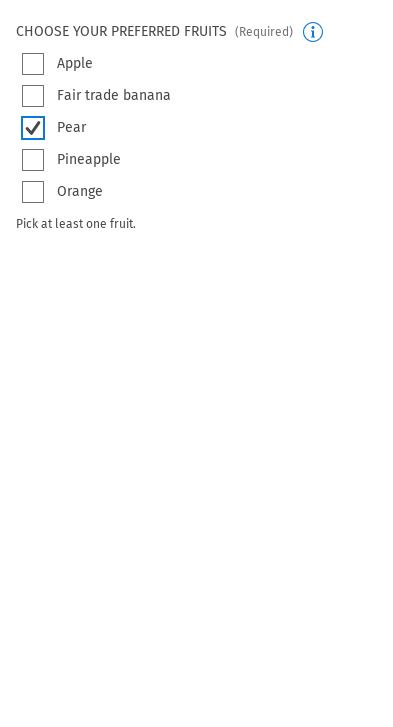 CHOOSE YOUR PREFERRED FRUITS (Required)
Apple
Fair trade banana
Pear
Pineapple
Orange
Pick at least one fruit.